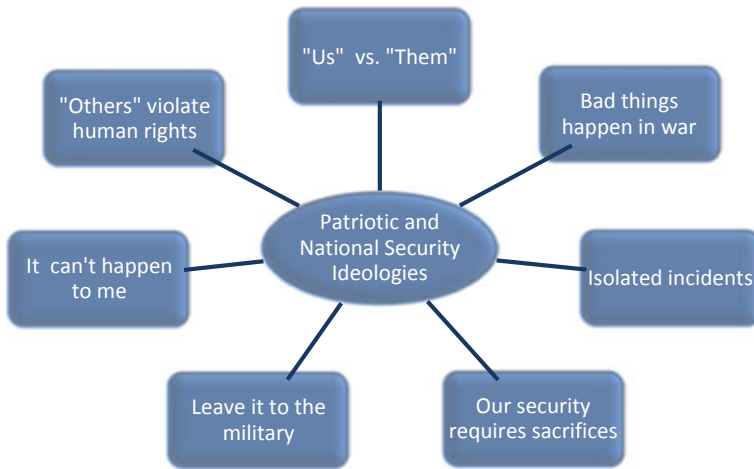 "Us" vs. "Them"
"Others" violate
human rights
Bad things
happen in war
Patriotic and
National Security
Ideologies
It can't happen
to me
Isolated incidents
Leave it to the
military
Our security
requires sacrifices